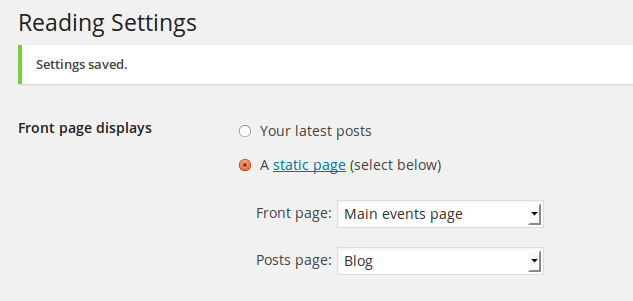 Reading Settings
Settings saved.
Front page displays
Your latest posts
A static page (select below)
Front page: Main events page
Posts page: Blog